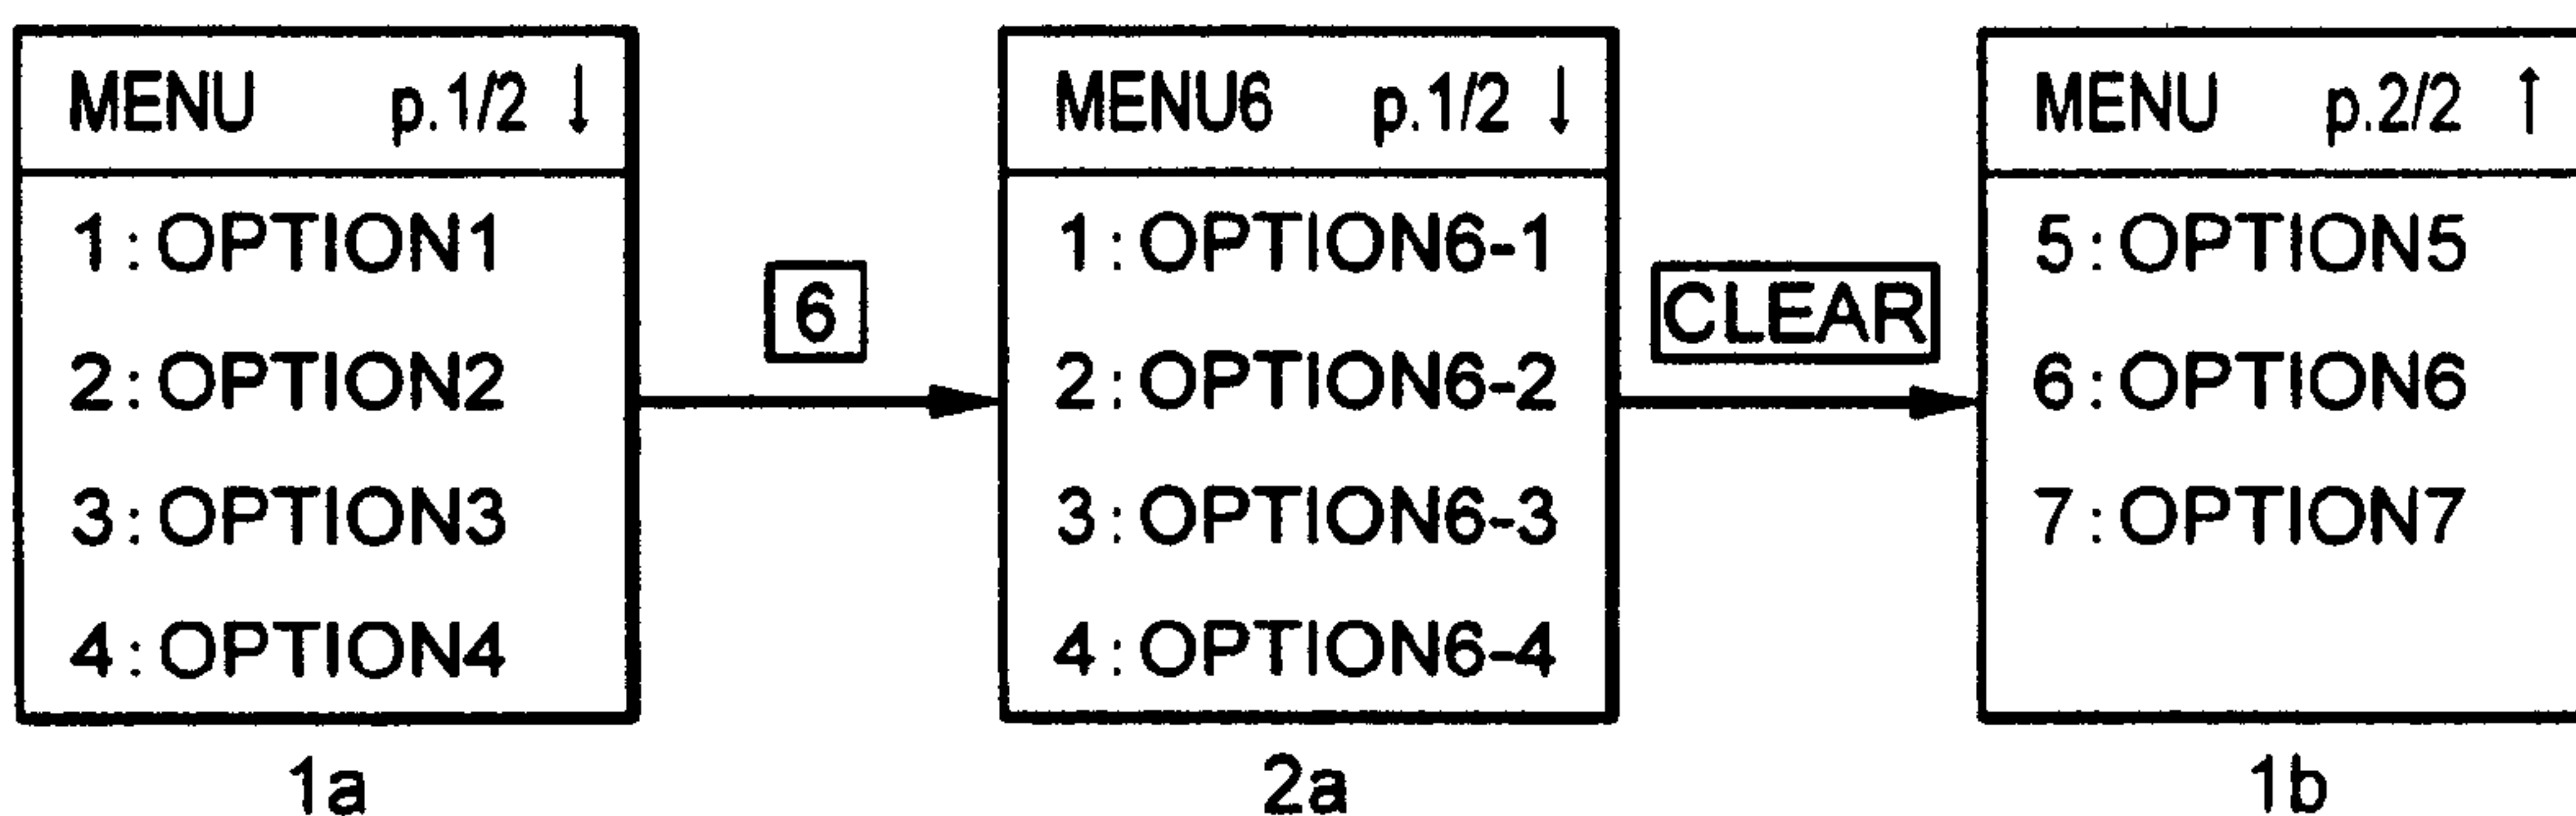 MENU p.1/2 ↓
1:OPTION1
2:OPTION2
3:OPTION3
4:OPTION4
1a
6
MENU6 p.1/2 ↓
1:OPTION6-1
2:OPTION6-2
3:OPTION6-3
4:OPTION6-4
2a
CLEAR
MENU p.2/2 ↑
5:OPTION5
6:OPTION6
7:OPTION7
1b